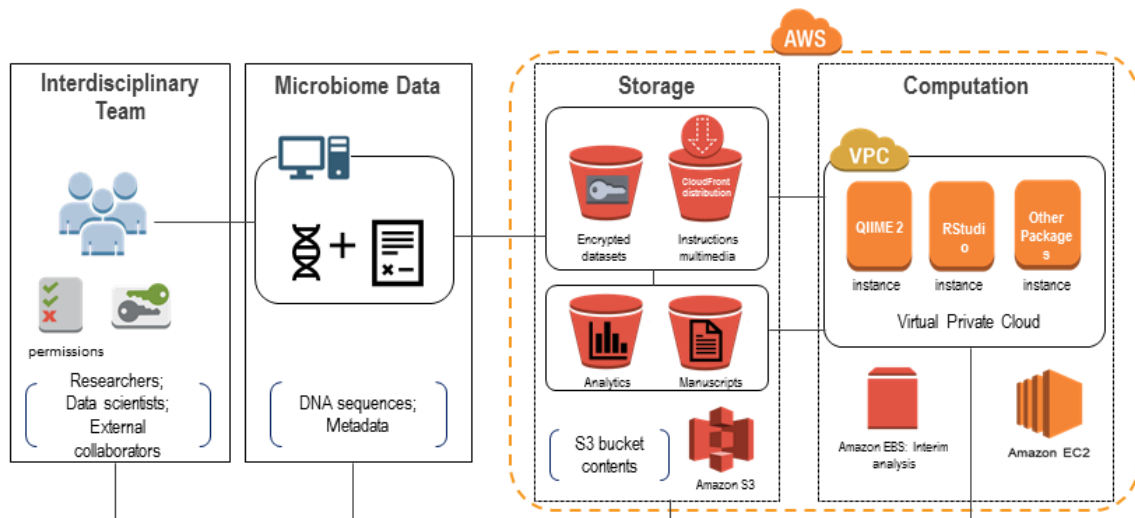 AWS
Interdisciplinary
Team
permissions
Researchers;
Data scientists;
External
collaborators
Microbiome Data
DNA sequences;
Metadata
Storage
CloudFront
distribution
Encrypted
datasets
Instructions
multimedia
Analytics
Manuscripts
S3 bucket
contents
Amazon S3
Computation
VPC
QIIME 2
RStudi
o
Other
Package
s
instance
instance
instance
Virtual Private Cloud
Amazon EBS: Interim
analysis
Amazon EC2